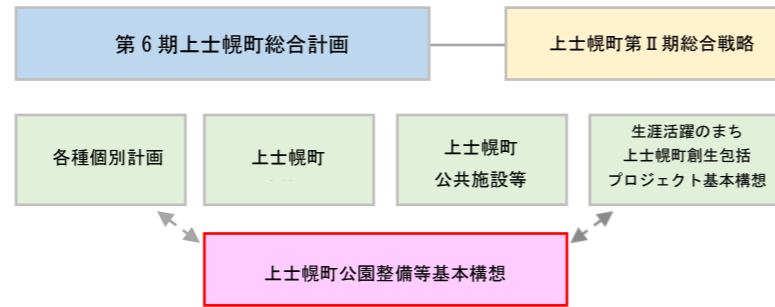 第6期上士幌町総合計画
上士幌町第Ⅱ期総合戦略
各種個別計画
上士幌町
上士幌町
公共施設等
生涯活躍のまち
上士幌町創生包括
プロジェクト基本構想
上士幌町公園整備等基本構想